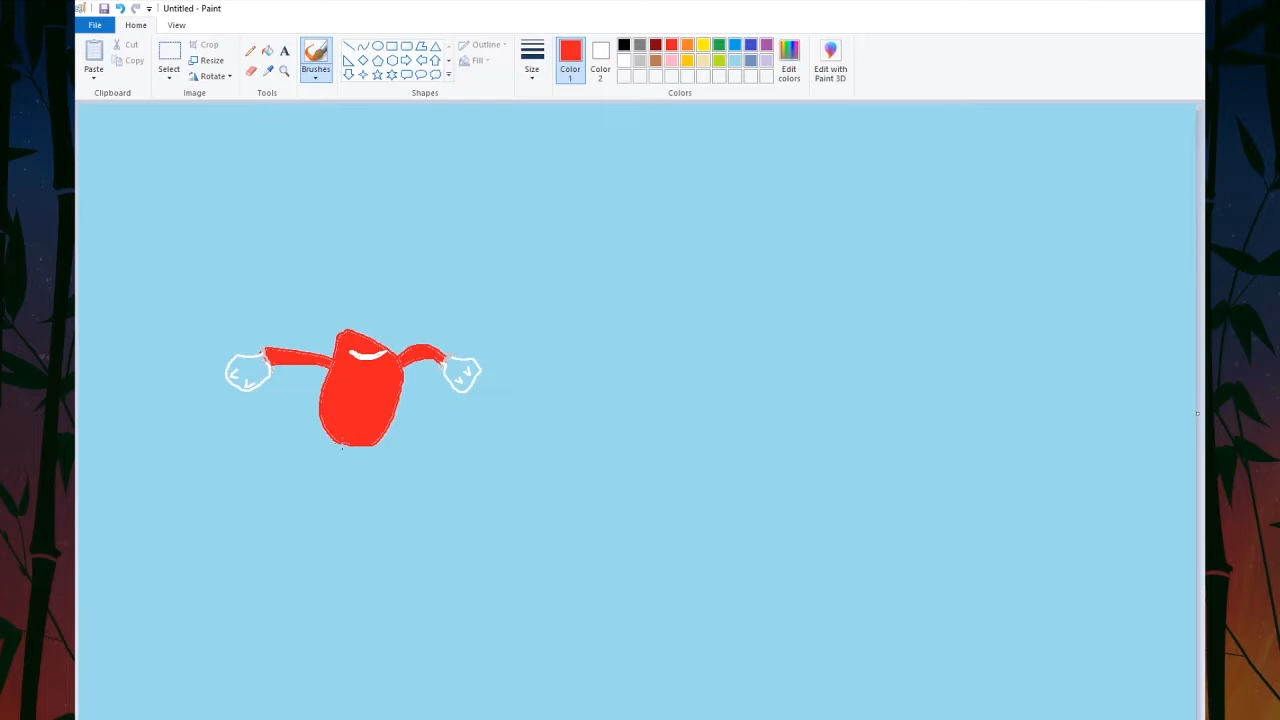 Untitled - Paint
File Home View
Paste
Cut
Copy
Clipboard
Select
Crop
Resize
Rotate
Image
A
Tools
Brushes
Shapes
Outline
Fill
Size
Color 1
Color 2
Edit colors
Colors
Edit with Paint 3D